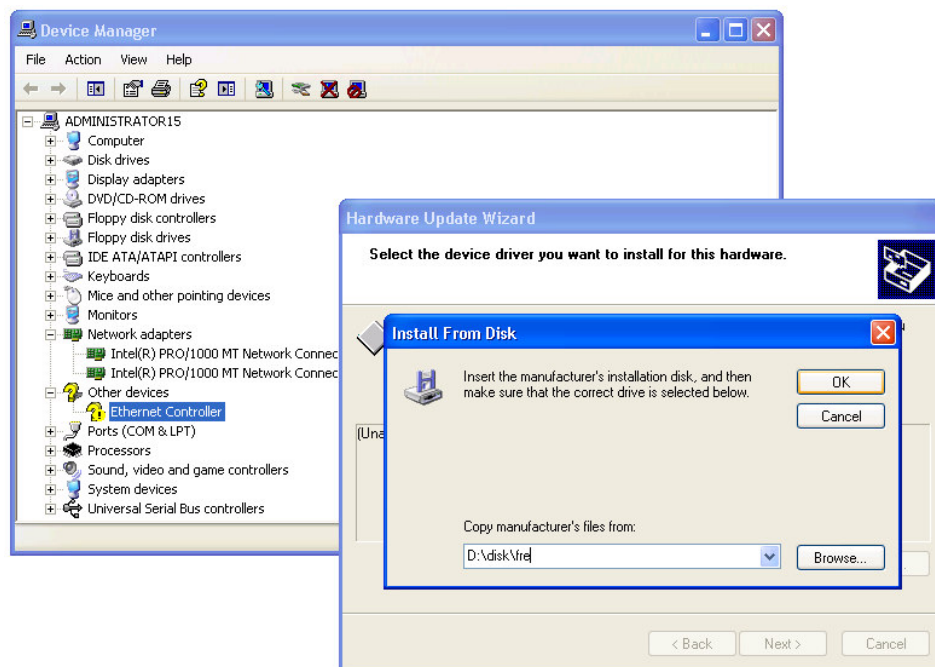 Device Manager
File Action View Help
ADMINISTRATOR15
Computer
Disk drives
Display adapters
DVD/CD-ROM drives
Floppy disk controllers
Floppy disk drives
IDE ATA/ATAPI controllers
Keyboards
Mice and other pointing devices
Monitors
Network adapters
Intel(R) PRO/1000 MT Network Connec
Intel(R) PRO/1000 MT Network Connec
Other devices
Ethernet Controller
Ports (COM & LPT)
Processors
Sound, video and game controllers
System devices
Universal Serial Bus controllers
Hardware Update Wizard
Select the device driver you want to install for this hardware.
(Una
Install From Disk
Insert the manufacturer's installation disk, and then
make sure that the correct drive is selected below.
OK
Cancel
Copy manufacturer's files from:
D:\disk\fre
Browse...
< Back Next > Cancel